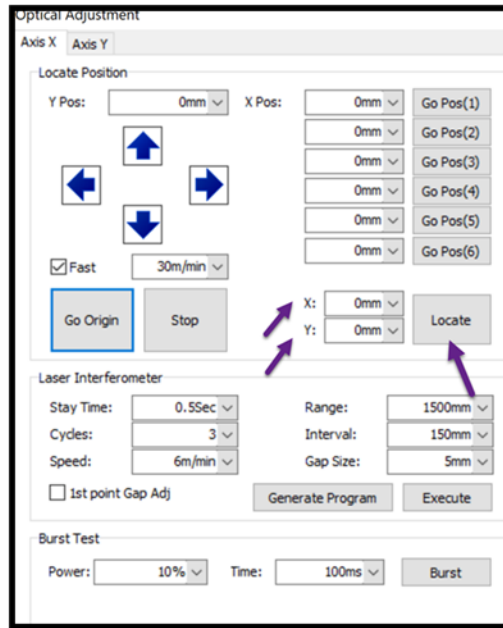 Optical Adjustment
Axis X Axis Y
Locate Position
Y Pos: 0mm X Pos: 0mm Go Pos(1)
0mm Go Pos(2)
0mm Go Pos(3)
0mm Go Pos(4)
0mm Go Pos(5)
0mm Go Pos(6)
Fast 30m/min
Go Origin Stop X: 0mm Locate
Y: 0mm
Laser Interferometer
Stay Time: 0.5Sec Range: 1500mm
Cycles: 3 Interval: 150mm
Speed: 6m/min Gap Size: 5mm
1st point Gap Adj Generate Program Execute
Burst Test
Power: 10% Time: 100ms Burst